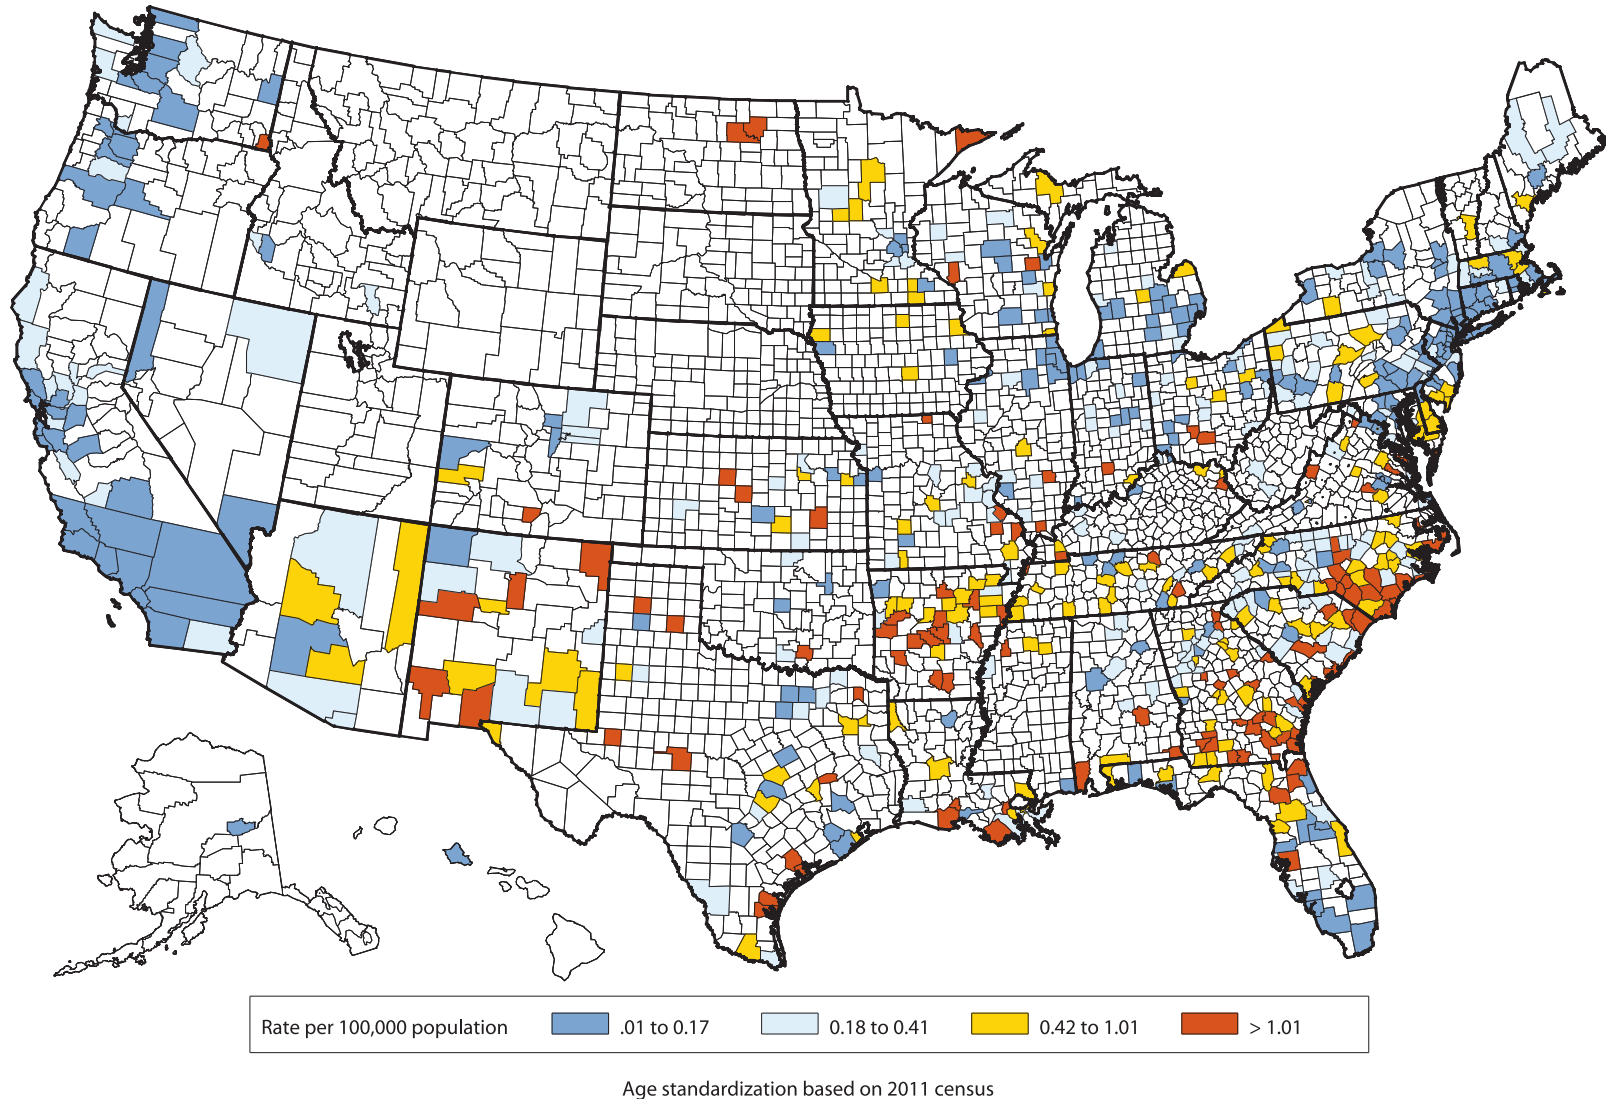 Rate per 100,000 population .01 to 0.17 0.18 to 0.41 0.42 to 1.01 > 1.01
Age standardization based on 2011 census